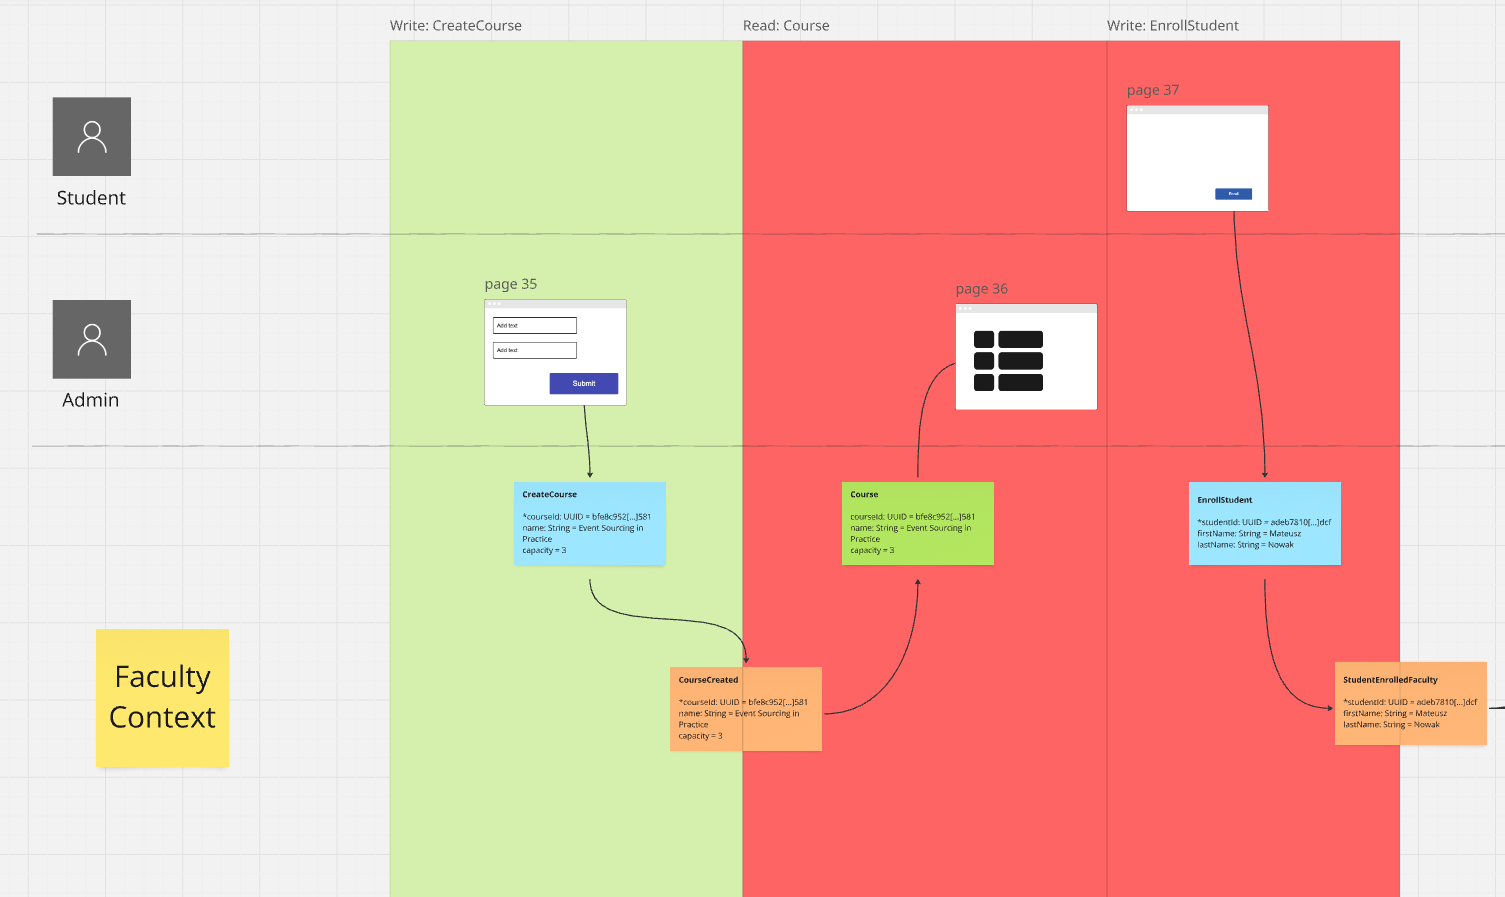 Write: CreateCourse
Read: Course
Write: EnrollStudent
page 37
Enroll
Student
page 35
Add text
Add text
Submit
page 36
Admin
CreateCourse
*courseId: UUID = bfe8c952[...]581
name: String = Event Sourcing in
Practice
capacity = 3
Course
courseId: UUID = bfe8c952[...]581
name: String = Event Sourcing in
Practice
capacity = 3
EnrollStudent
*studentId: UUID = adeb7810[...]dcf
firstName: String = Mateusz
lastName: String = Nowak
Faculty
Context
CourseCreated
*courseId: UUID = bfe8c952[...]581
name: String = Event Sourcing in
Practice
capacity = 3
StudentEnrolledFaculty
*studentId: UUID = adeb7810[...]dcf
firstName: String = Mateusz
lastName: String = Nowak